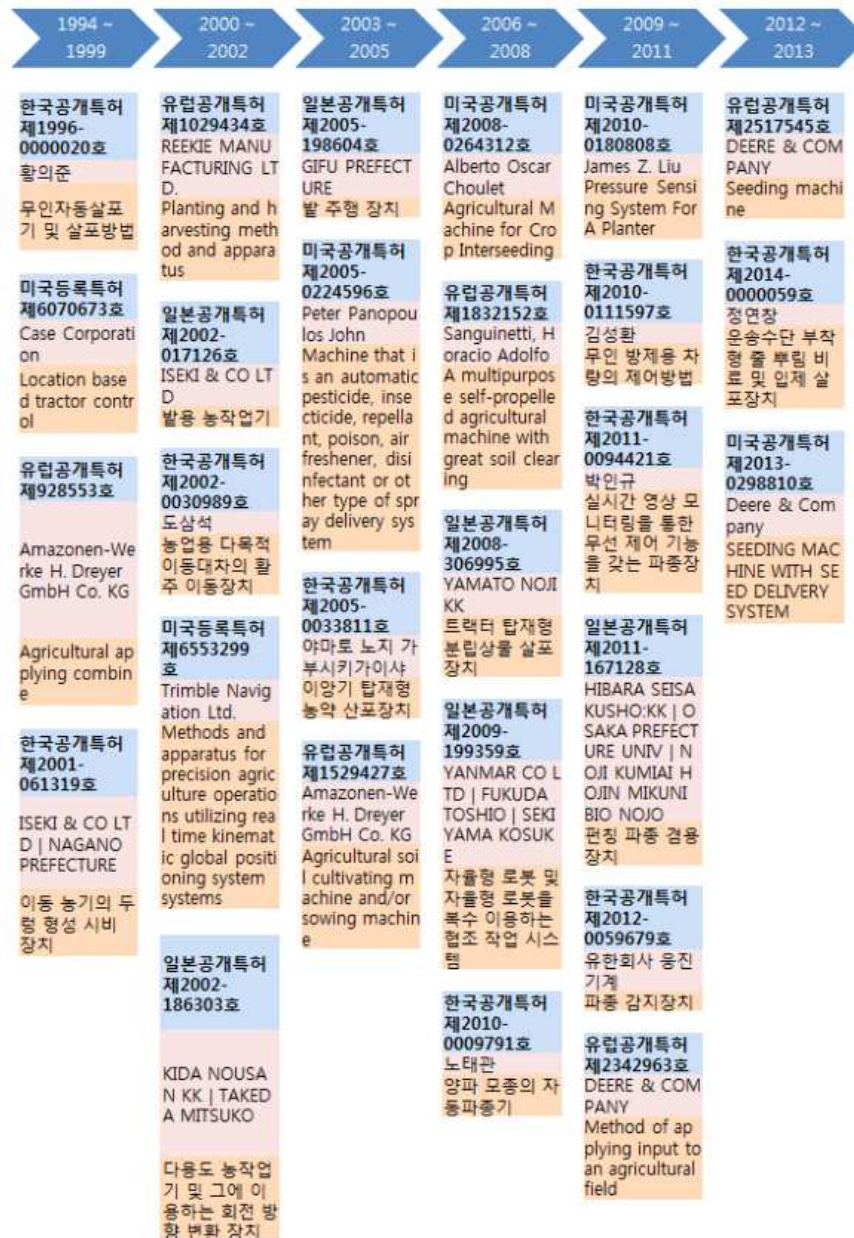 1994 ~
1999
2000 ~
2002
2003 ~
2005
2006 ~
2008
2009 ~
2011
2012 ~
2013
한국공개특허
제1996-
0000020호
황의준
무인자동살포
기 및 살포방법
미국등록특허
제6070673호
Case Corporati
on
Location base
d tractor contr
ol
유럽공개특허
제928553호
Amazonen-We
rke H. Dreyer
GmbH Co. KG
Agricultural ap
plying combin
e
한국공개특허
제2001-
061319호
ISEKI & CO LT
D | NAGANO
PREFECTURE
이동 농기의 두
렁 형성 시비
장치
유럽공개특허
제1029434호
REEKIE MANU
FACTURING LT
D.
Planting and h
arvesting meth
od and appara
tus
일본공개특허
제2002-
017126호
ISEKI & CO LT
D
밭용 농작업기
한국공개특허
제2002-
0030989호
도삼석
농업용 다목적
이동대차의 활
주 이동장치
미국등록특허
제6553299
호
Trimble Navig
ation Ltd.
Methods and
apparatus for
precision agric
ulture operatio
ns utilizing rea
l time kinemat
ic global positi
oning system
systems
일본공개특허
제2002-
186303호
KIDA NOUSA
N KK | TAKED
A MITSUKO
다용도 농작업
기 및 그에 이
용하는 회전 방
향 변화 장치
일본공개특허
제2005-
198604호
GIFU PREFECT
URE
밭 주행 장치
미국공개특허
제2005-
0224596호
Peter Panopou
los John
Machine that i
s an automatic
pesticide, inse
cticide, repella
nt, poison, air
freshener, disi
nfectant or ot
her type of spr
ay delivery sys
tem
한국공개특허
제2005-
0033811호
야마토 노지 가
부시키가이샤
이앙기 탑재형
농약 산포장치
유럽공개특허
제1529427호
Amazonen-We
rke H. Dreyer
GmbH Co. KG
Agricultural soi
l cultivating m
achine and/or
sowing machin
e
미국공개특허
제2008-
0264312호
Alberto Oscar
Choulet
Agricultural M
achine for Cro
p Interseeding
유럽공개특허
제1832152호
Sanguinetti, H
oracio Adolfo
A multipurpos
e self-propelle
d agricultural
machine with
great soil clear
ing
일본공개특허
제2008-
306995호
YAMATO NOJI
KK
트랙터 탑재형
분립상물 살포
장치
일본공개특허
제2009-
199359호
YANMAR CO L
TD | FUKUDA
TOSHIO | SEKI
YAMA KOSUK
E
자율형 로봇 및
자율형 로봇을
복수 이용하는
협조 작업 시스
템
한국공개특허
제2010-
0009791호
노태관
양파 모종의 자
동파종기
미국공개특허
제2010-
0180808호
James Z. Liu
Pressure Sensi
ng System For
A Planter
한국공개특허
제2010-
0111597호
김성환
무인 방제용 차
량의 제어방법
한국공개특허
제2011-
0094421호
박인규
실시간 영상 모
니터링을 통한
무선 제어 기능
을 갖는 파종장
치
일본공개특허
제2011-
167128호
HIBARA SEISA
KUSHO:KK | O
SAKA PREFECT
URE UNIV | N
OJI KUMIAI H
OJIN MIKUNI
BIO NOJO
펀칭 파종 겸용
장치
한국공개특허
제2012-
0059679호
유한회사 웅진
기계
파종 감지장치
유럽공개특허
제2342963호
DEERE & COM
PANY
Method of ap
plying input to
an agricultural
field
유럽공개특허
제2517545호
DEERE & COM
PANY
Seeding machi
ne
한국공개특허
제2014-
0000059호
정연창
운송수단 부착
형 줄 뿌림 비
료 및 입제 살
포장치
미국공개특허
제2013-
0298810호
Deere & Com
pany
SEEDING MAC
HINE WITH SE
ED DELIVERY
SYSTEM